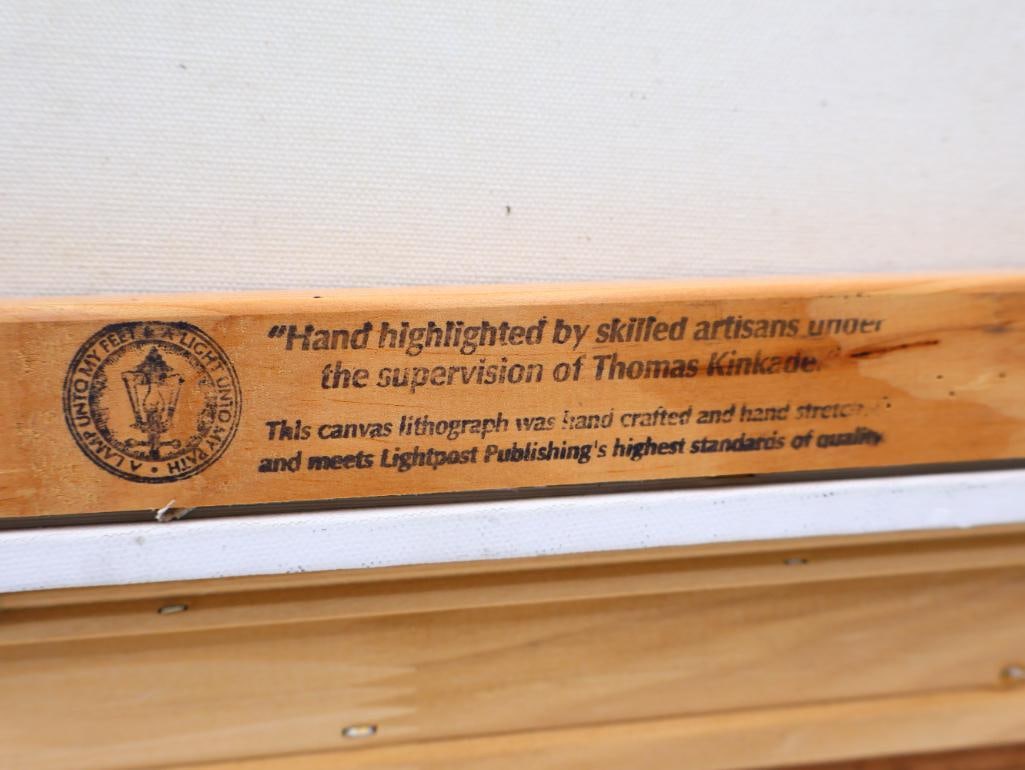 A LAMP UNTO MY FEET • A LIGHT UNTO MY PATH •
"Hand highlighted by skilled artisans under
the supervision of Thomas Kinkade."
This canvas lithograph was hand crafted and hand
and meets Lightpost Publishing's highest standards of quality